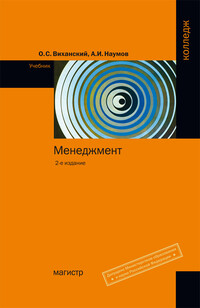 О.С. Виханский, А.И. Наумов
Учебник
колледж
Менеджмент
2-е издание
магистр